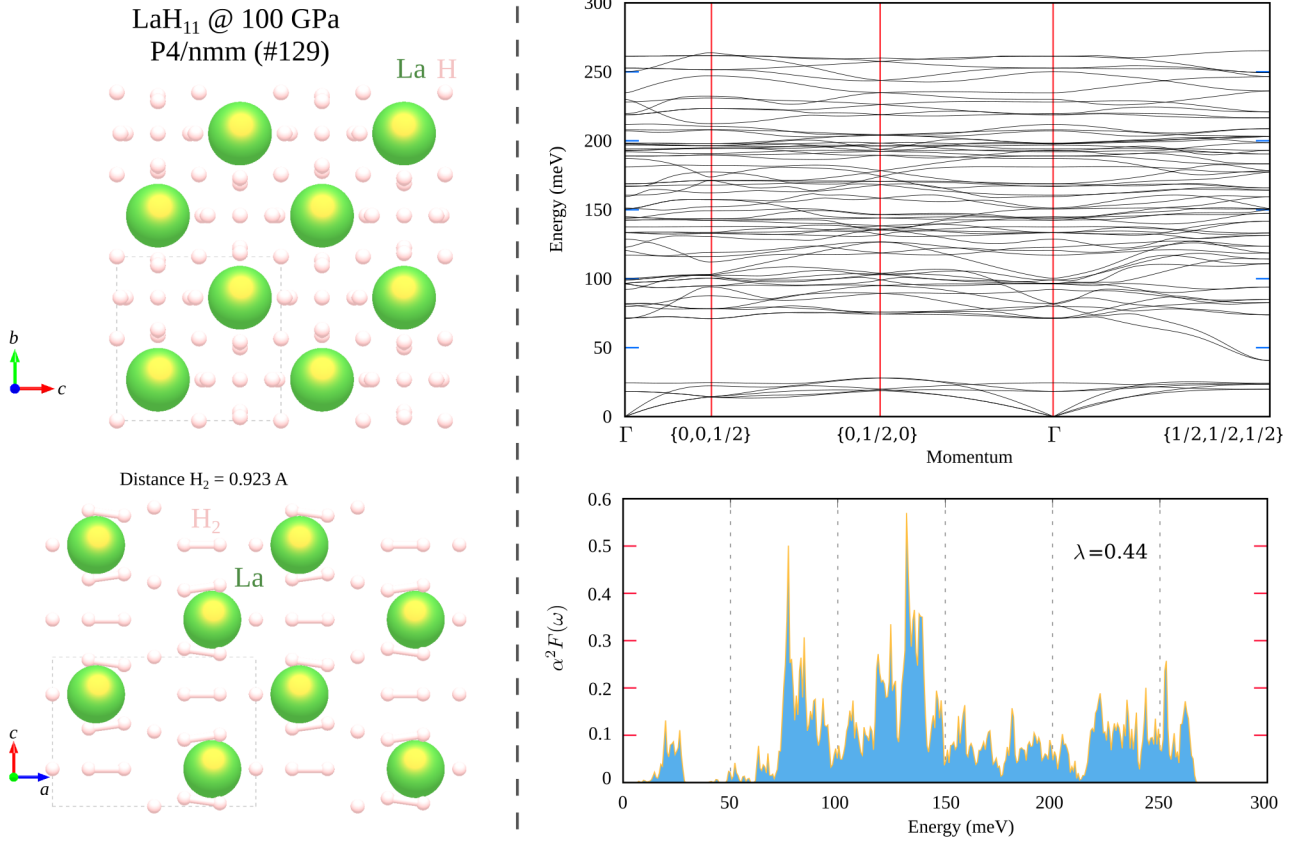 LaH₁₁ @ 100 GPa
P4/nmm (#129)
La H
b
c
Distance H₂ = 0.923 A
H₂
La
c
a
300
250
200
150
100
50
0
Energy (meV)
Γ {0,0,1/2} {0,1/2,0} Γ {1/2,1/2,1/2}
Momentum
0.6
0.5
0.4
0.3
0.2
0.1
0
α²F(ω)
λ=0.44
0 50 100 150 200 250 300
Energy (meV)